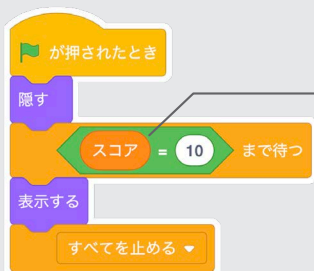 が押されたとき
隠す
スコア = 10 まで待つ
表示する
すべてを止める